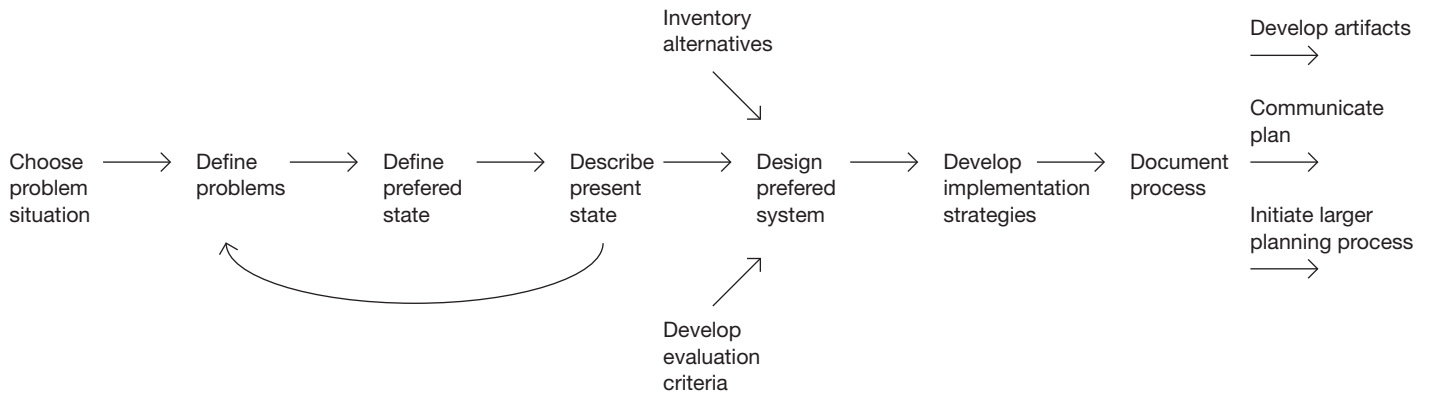 Inventory
alternatives
Develop artifacts
Communicate
plan
Choose
problem
situation
Define
problems
Define
prefered
state
Describe
present
state
Design
prefered
system
Develop
implementation
strategies
Document
process
Initiate larger
planning process
Develop
evaluation
criteria